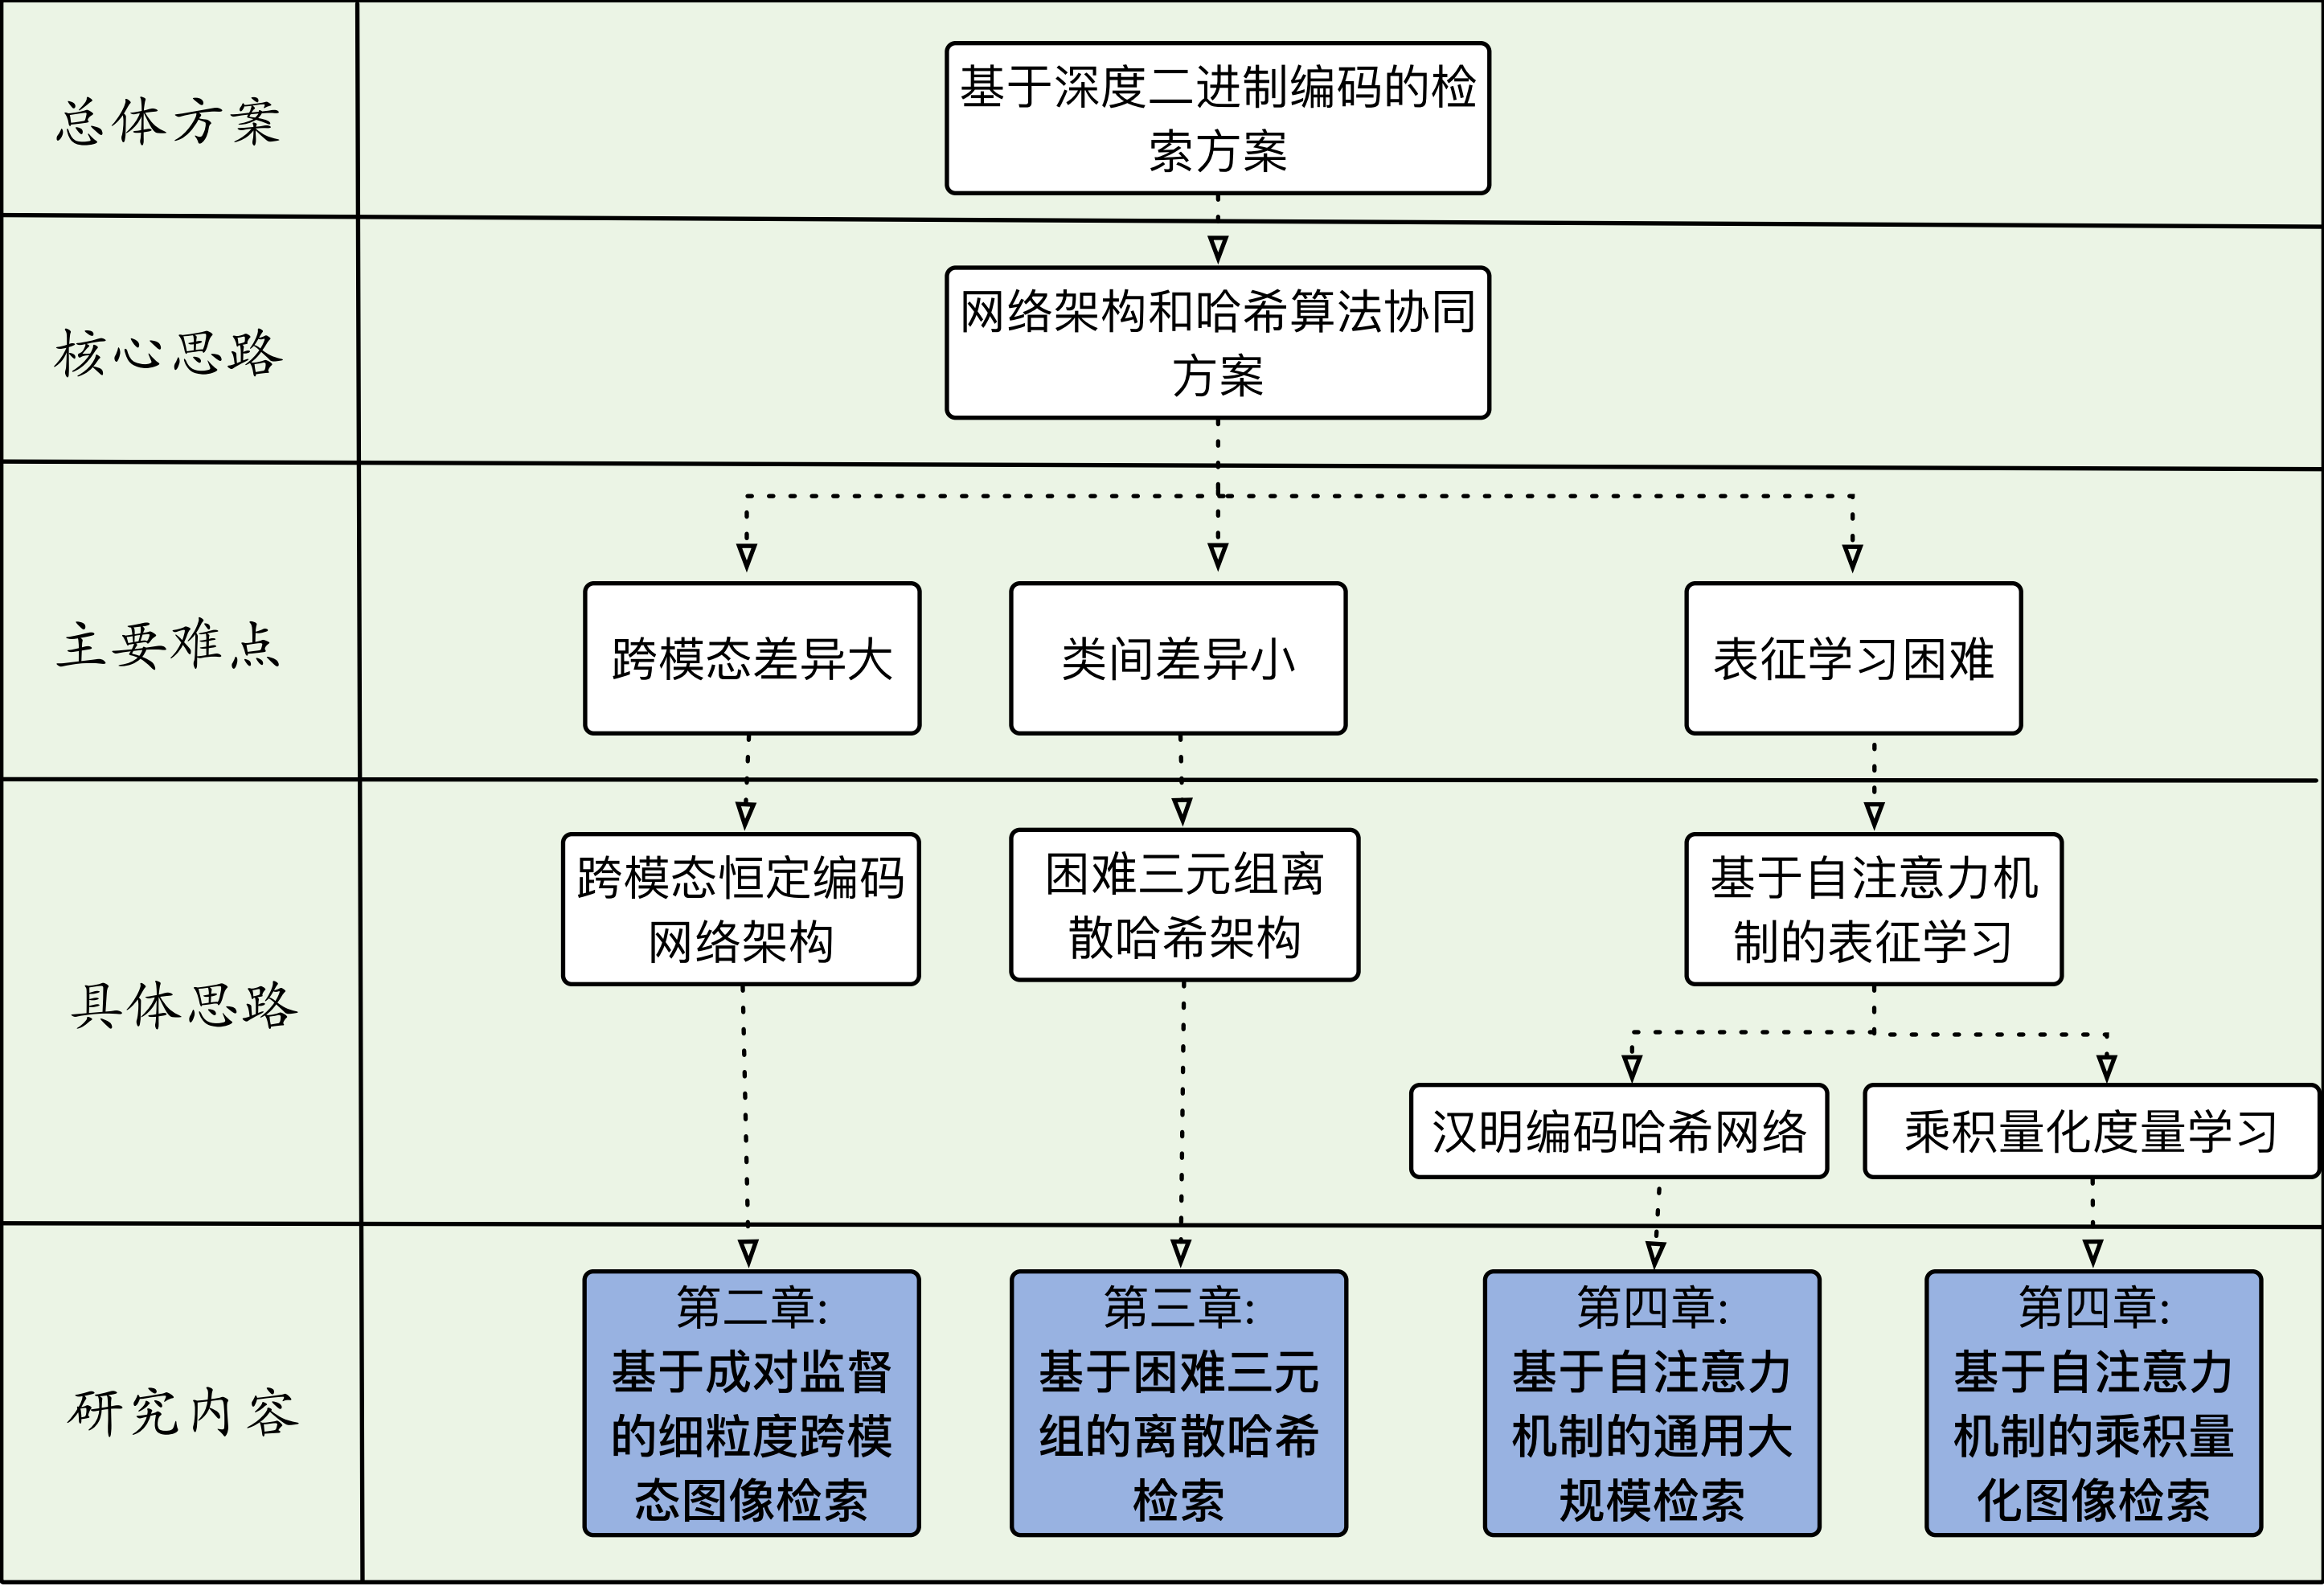 总体方案
基于深度二进制编码的检
索方案
核心思路
网络架构和哈希算法协同
方案
主要难点
跨模态差异大
类间差异小
表征学习困难
具体思路
跨模态恒定编码
网络架构
困难三元组离
散哈希架构
基于自注意力机
制的表征学习
汉明编码哈希网络
乘积量化度量学习
研究内容
第二章:
基于成对监督
的细粒度跨模
态图像检索
第三章:
基于困难三元
组的离散哈希
检索
第四章:
基于自注意力
机制的通用大
规模检索
第四章:
基于自注意力
机制的乘积量
化图像检索